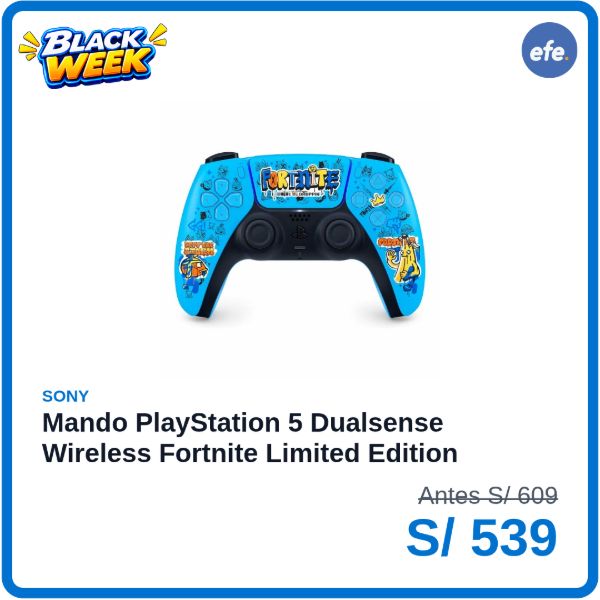 BLACK
WEEK
efe.
FORTNITE
SONY
Mando PlayStation 5 Dualsense
Wireless Fortnite Limited Edition
Antes S/ 609
S/ 539